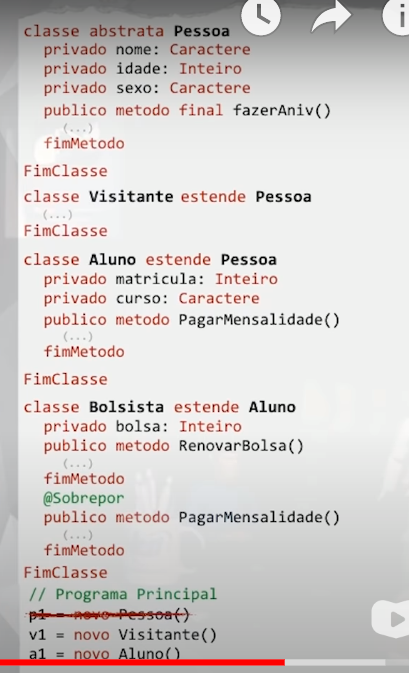 classe abstrata Pessoa
privado nome: Caractere
privado idade: Inteiro
privado sexo: Caractere
publico metodo final fazerAniv()
(...)
fimMetodo
FimClasse
classe Visitante estende Pessoa
(...)
FimClasse
classe Aluno estende Pessoa
privado matricula: Inteiro
privado curso: Caractere
publico metodo PagarMensalidade()
(...)
fimMetodo
FimClasse
classe Bolsista estende Aluno
privado bolsa: Inteiro
publico metodo RenovarBolsa()
(...)
fimMetodo
@Sobrepor
publico metodo PagarMensalidade()
(...)
fimMetodo
FimClasse
// Programa Principal
p1 = novo Pessoa()
v1 = novo Visitante()
a1 = novo Aluno()